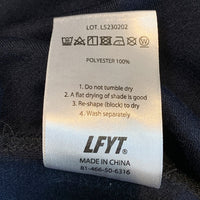 LOT. LS230202
POLYESTER 100%
1. Do not tumble dry
2. A flat drying of shade is good
3. Re-shape (block) to dry
4. Wash separately
LFYT.
MADE IN CHINA
81-466-50-6316